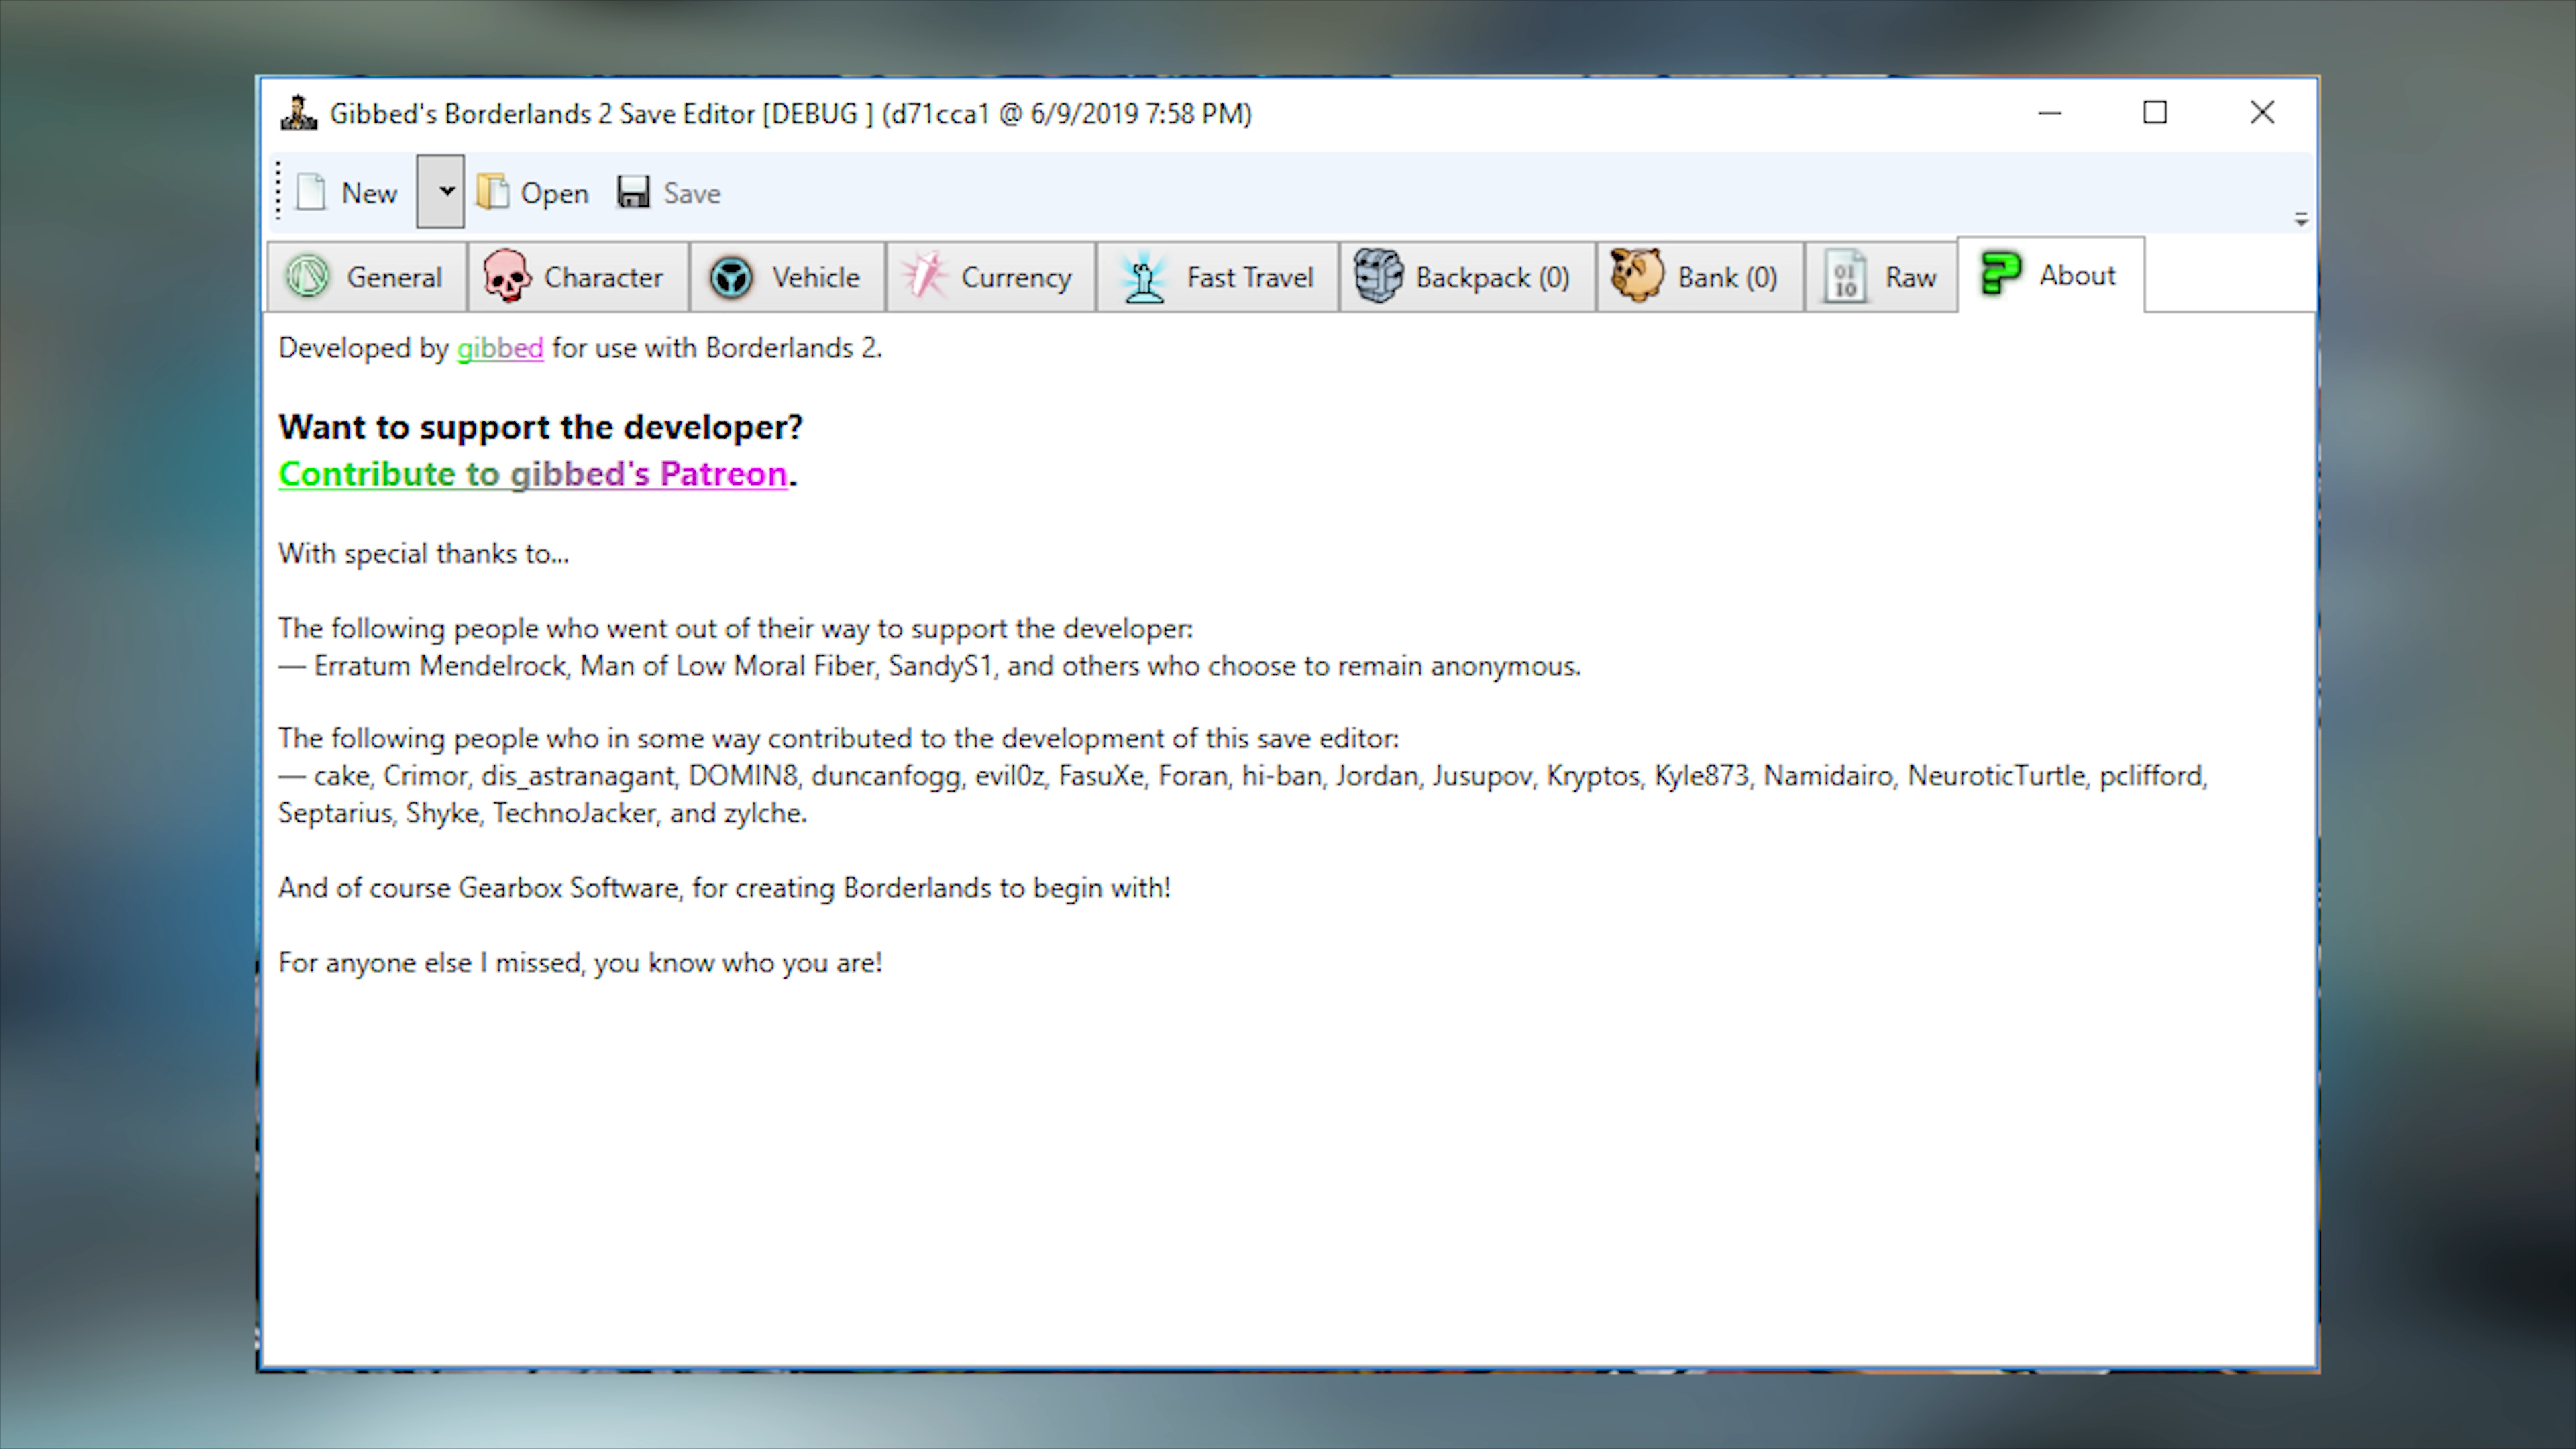 Gibbed's Borderlands 2 Save Editor [DEBUG ] (d71cca1 @ 6/9/2019 7:58 PM)
New Open Save
General Character Vehicle Currency Fast Travel Backpack (0) Bank (0) 01 10 Raw ? About
Developed by gibbed for use with Borderlands 2.
Want to support the developer?
Contribute to gibbed's Patreon.
With special thanks to...
The following people who went out of their way to support the developer:
— Erratum Mendelrock, Man of Low Moral Fiber, SandyS1, and others who choose to remain anonymous.
The following people who in some way contributed to the development of this save editor:
— cake, Crimor, dis_astranagant, DOMIN8, duncanfogg, evil0z, FasuXe, Foran, hi-ban, Jordan, Jusupov, Kryptos, Kyle873, Namidairo, NeuroticTurtle, pclifford,
Septarius, Shyke, TechnoJacker, and zylche.
And of course Gearbox Software, for creating Borderlands to begin with!
For anyone else I missed, you know who you are!